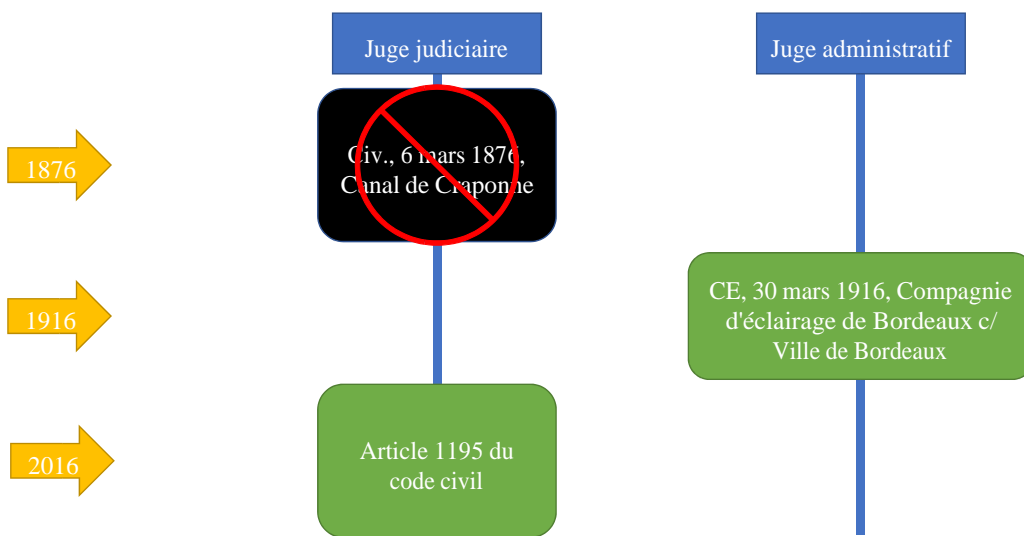 Juge judiciaire
Juge administratif
1876
Civ., 6 mars 1876,
Canal de Craponne
1916
CE, 30 mars 1916, Compagnie
d'éclairage de Bordeaux c/
Ville de Bordeaux
2016
Article 1195 du
code civil